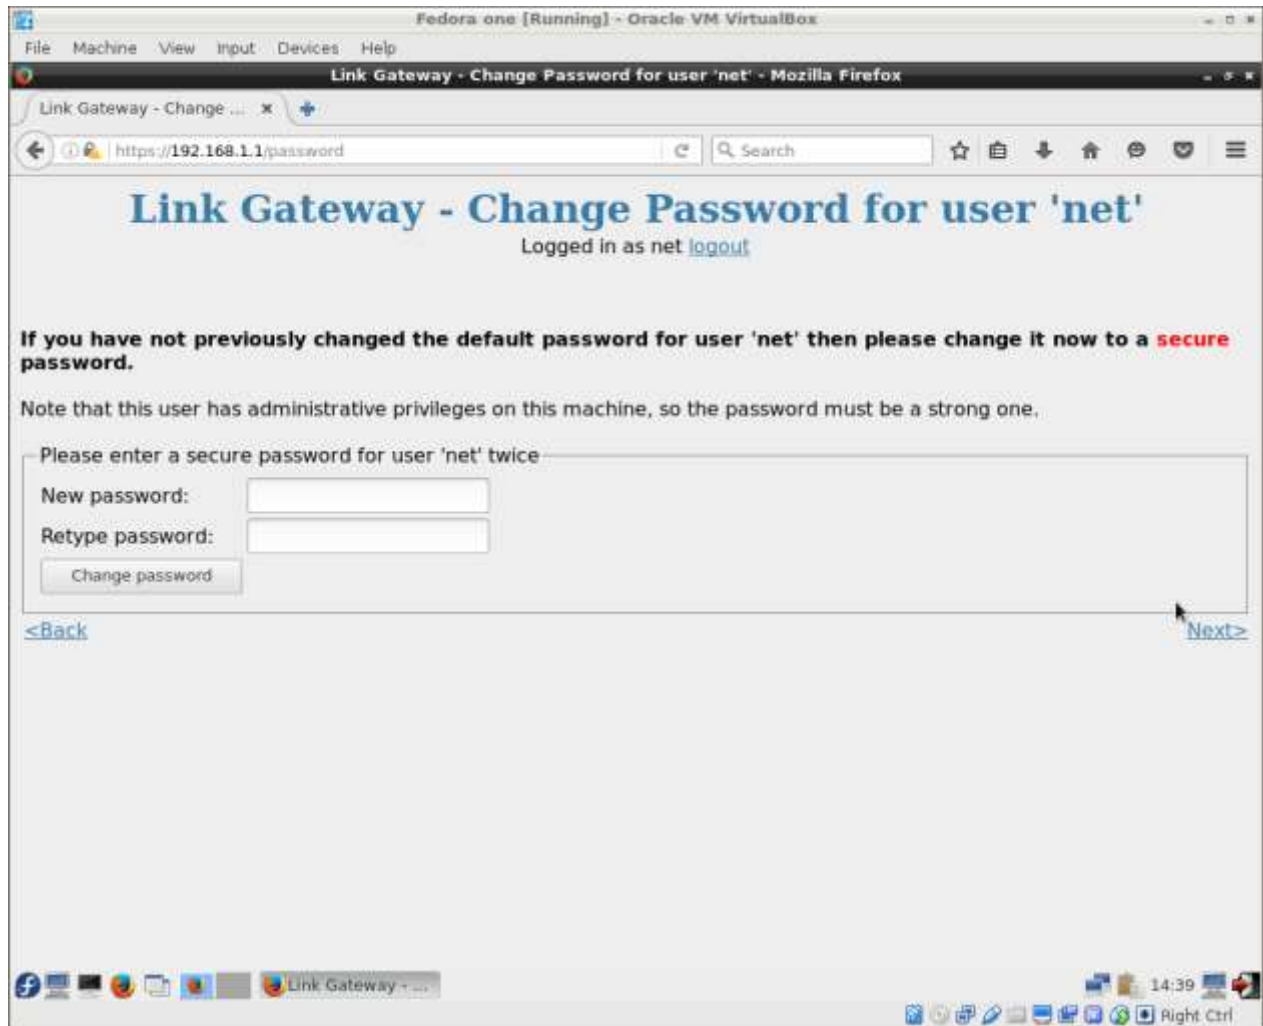 Fedora one [Running] - Oracle VM VirtualBox
File Machine View Input Devices Help
Link Gateway - Change Password for user 'net' - Mozilla Firefox
Link Gateway - Change ...
https://192.168.1.1/password
Search
Link Gateway - Change Password for user 'net'
Logged in as net logout
If you have not previously changed the default password for user 'net' then please change it now to a secure
password.
Note that this user has administrative privileges on this machine, so the password must be a strong one.
Please enter a secure password for user 'net' twice
New password:
Retype password:
Change password
<Back
Next>
Link Gateway - ...
14:39
Right Ctrl